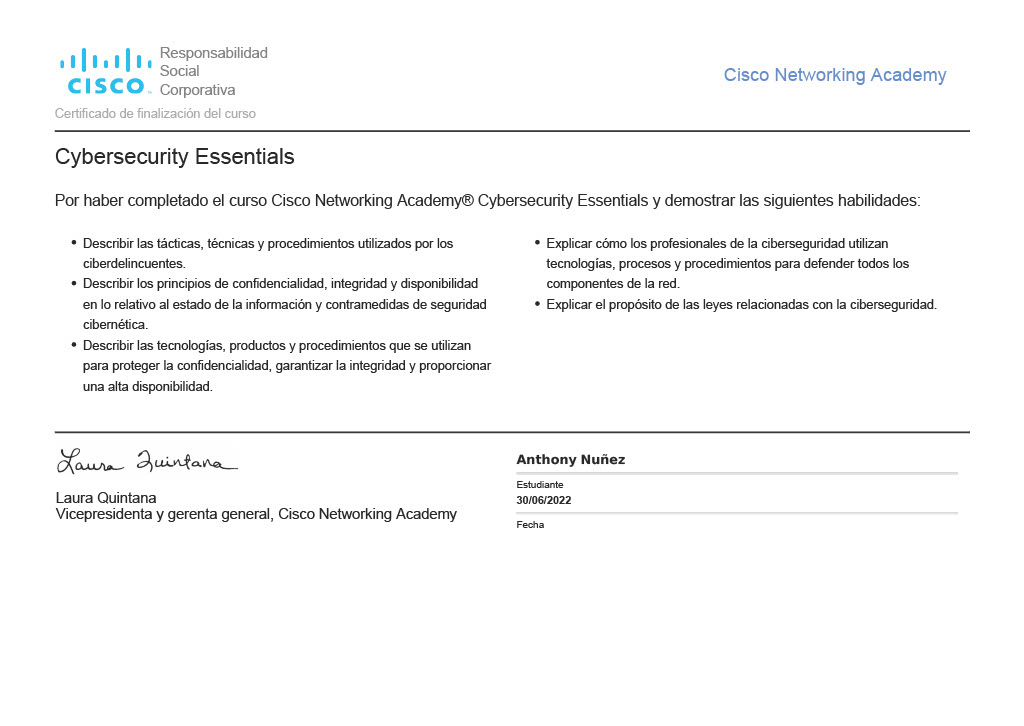 Responsabilidad
Social
Corporativa
CISCO
Cisco Networking Academy
Certificado de finalización del curso
Cybersecurity Essentials
Por haber completado el curso Cisco Networking Academy® Cybersecurity Essentials y demostrar las siguientes habilidades:
• Describir las tácticas, técnicas y procedimientos utilizados por los
ciberdelincuentes.
• Describir los principios de confidencialidad, integridad y disponibilidad
en lo relativo al estado de la información y contramedidas de seguridad
cibernética.
• Describir las tecnologías, productos y procedimientos que se utilizan
para proteger la confidencialidad, garantizar la integridad y proporcionar
una alta disponibilidad.
• Explicar cómo los profesionales de la ciberseguridad utilizan
tecnologías, procesos y procedimientos para defender todos los
componentes de la red.
• Explicar el propósito de las leyes relacionadas con la ciberseguridad.
Laura Quintana
Laura Quintana
Vicepresidenta y gerenta general, Cisco Networking Academy
Anthony Nuñez
Estudiante
30/06/2022
Fecha